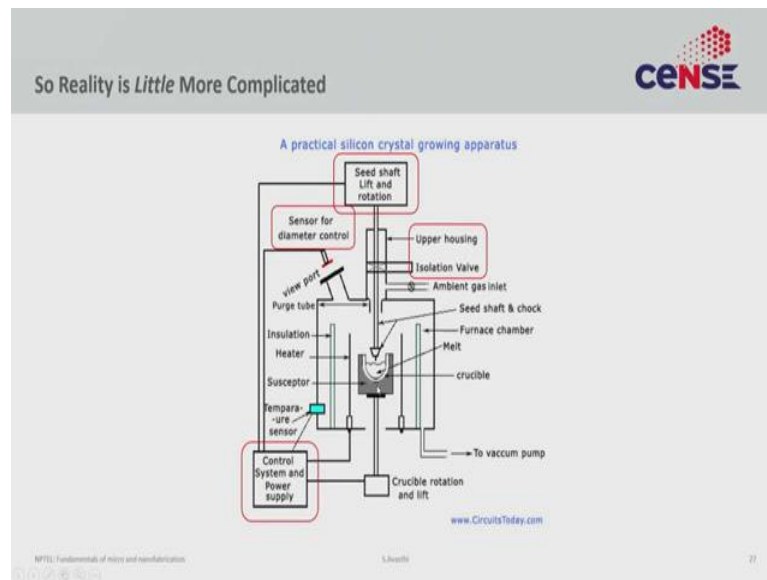 So Reality is Little More Complicated
CeNSE
A practical silicon crystal growing apparatus
Seed shaft
Lift and
rotation
Sensor for
diameter control
Upper housing
Isolation Valve
view port
Ambient gas inlet
Purge tube
Seed shaft & chock
Insulation
Furnace chamber
Heater
Melt
crucible
Susceptor
Tempara-
-ure
sensor
Control
System and
Power
supply
To vaccum pump
Crucible rotation
and lift
www.CircuitsToday.com
NPTEL: Fundamentals of micro and nanofabrication
S.Avasthi
27